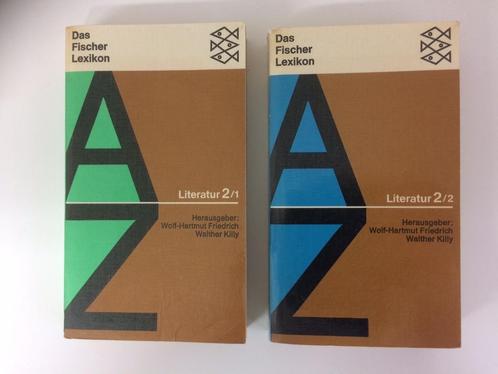 Das
Fischer
Lexikon
A
Literatur 2/1
Herausgeber:
Wolf-Hartmut Friedrich
Walther Killy
Z
Das
Fischer
Lexikon
A
Literatur 2/2
Herausgeber:
Wolf-Hartmut Friedrich
Walther Killy
Z